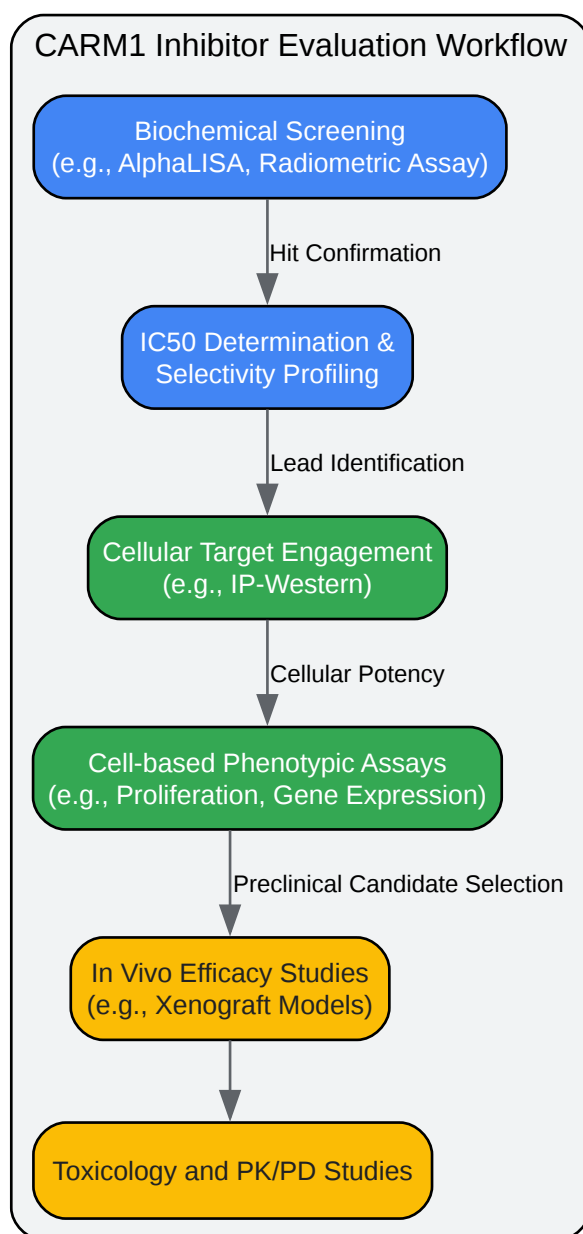 CARM1 Inhibitor Evaluation Workflow
Biochemical Screening
(e.g., AlphaLISA, Radiometric Assay)
Hit Confirmation
IC50 Determination &
Selectivity Profiling
Lead Identification
Cellular Target Engagement
(e.g., IP-Western)
Cellular Potency
Cell-based Phenotypic Assays
(e.g., Proliferation, Gene Expression)
Preclinical Candidate Selection
In Vivo Efficacy Studies
(e.g., Xenograft Models)
Toxicology and PK/PD Studies